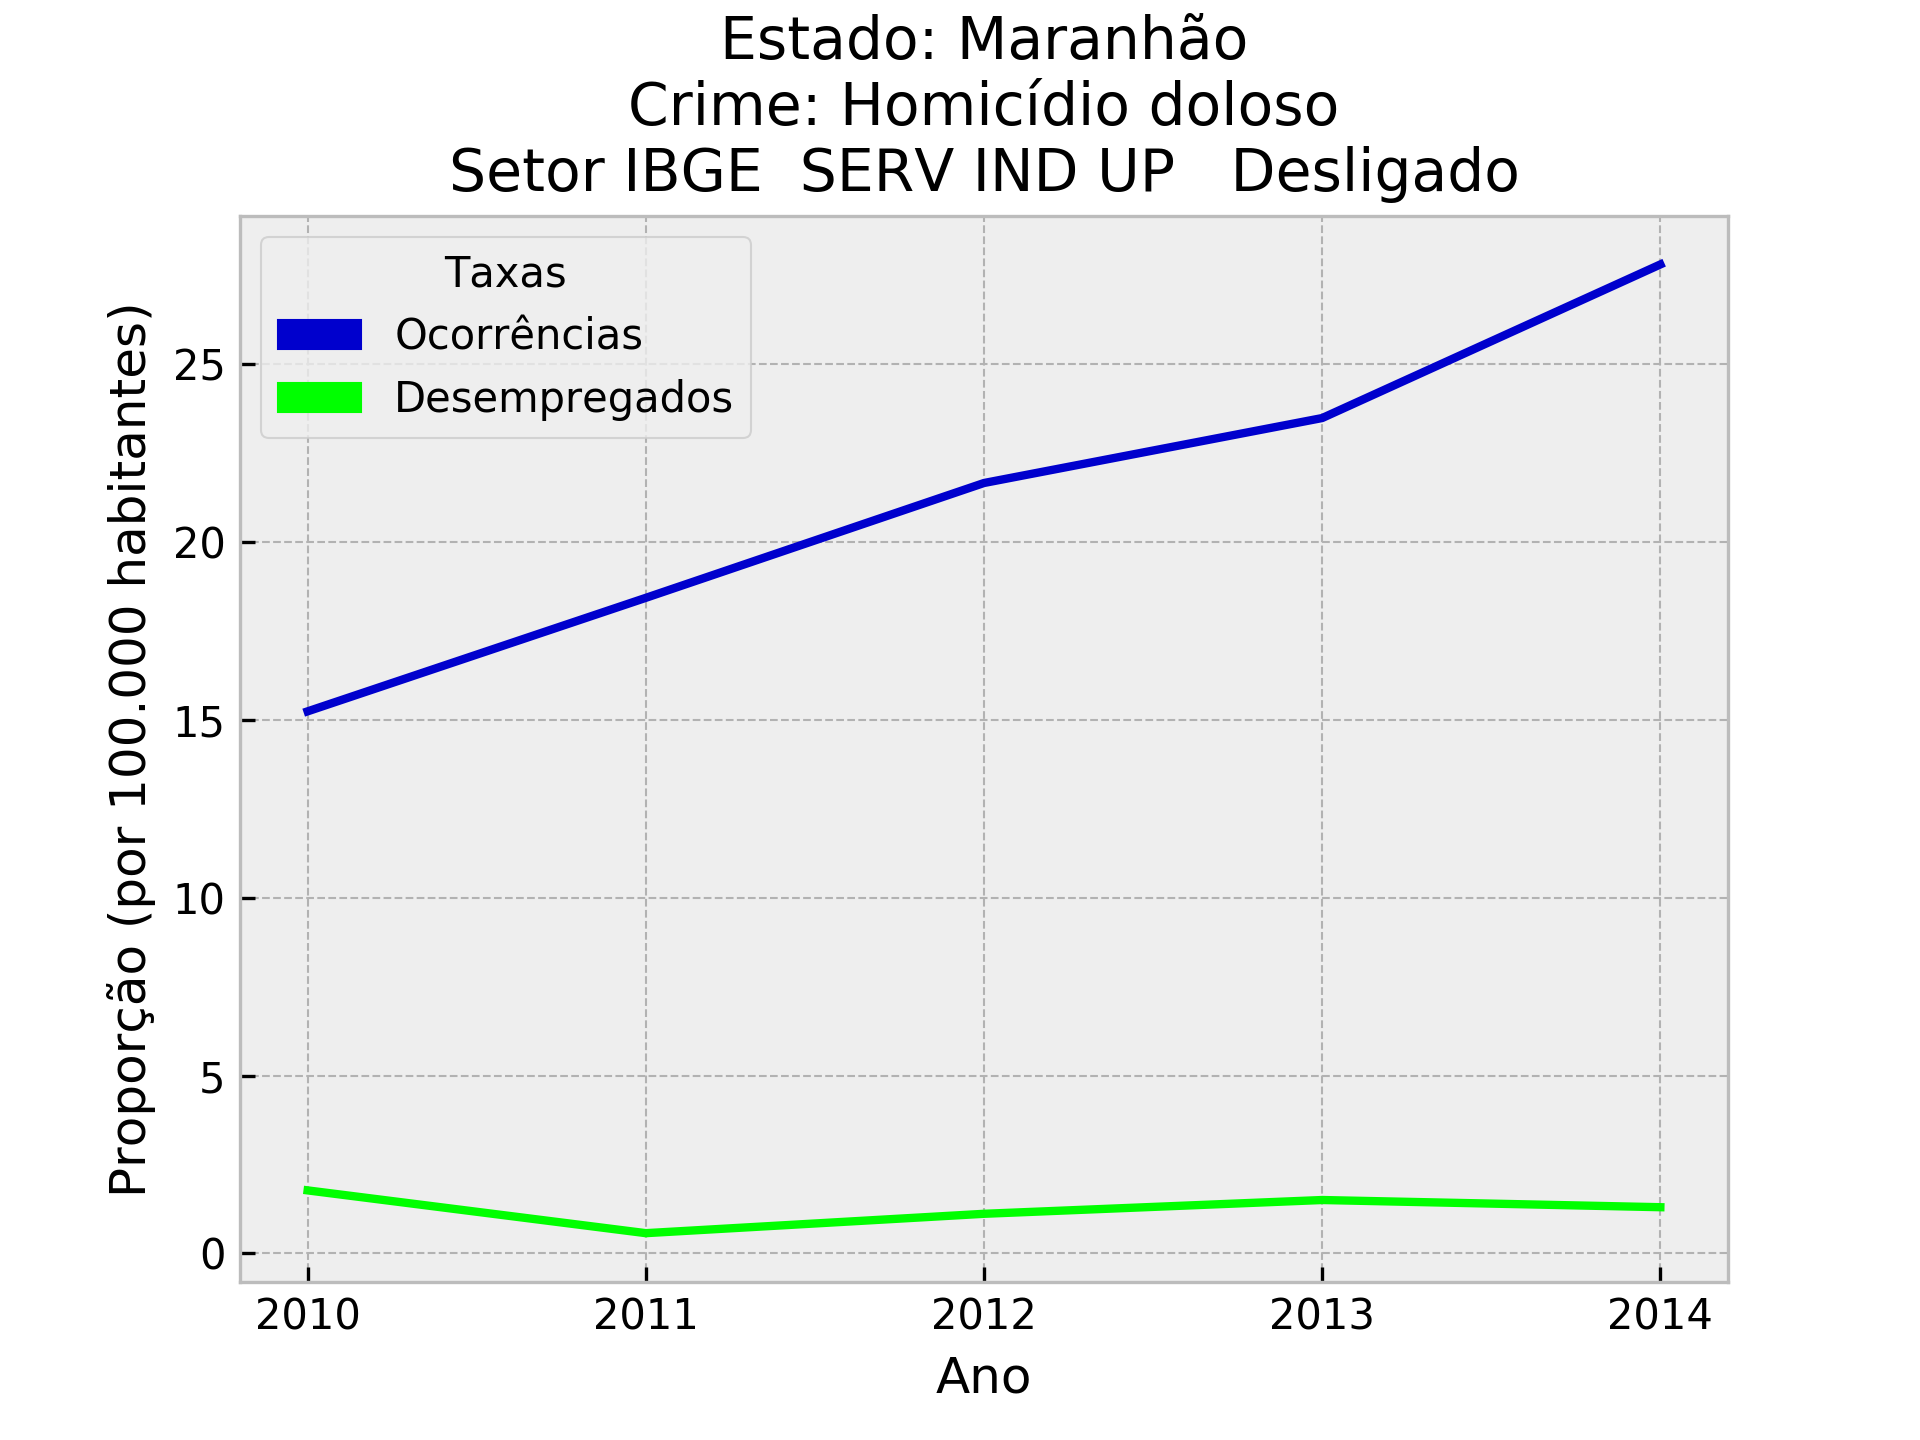 Estado: Maranhão
Crime: Homicídio doloso
Setor IBGE  SERV IND UP   Desligado
Taxas
Ocorrências
Desempregados
Proporção (por 100.000 habitantes)
25
20
15
10
5
0
2010 2011 2012 2013 2014
Ano